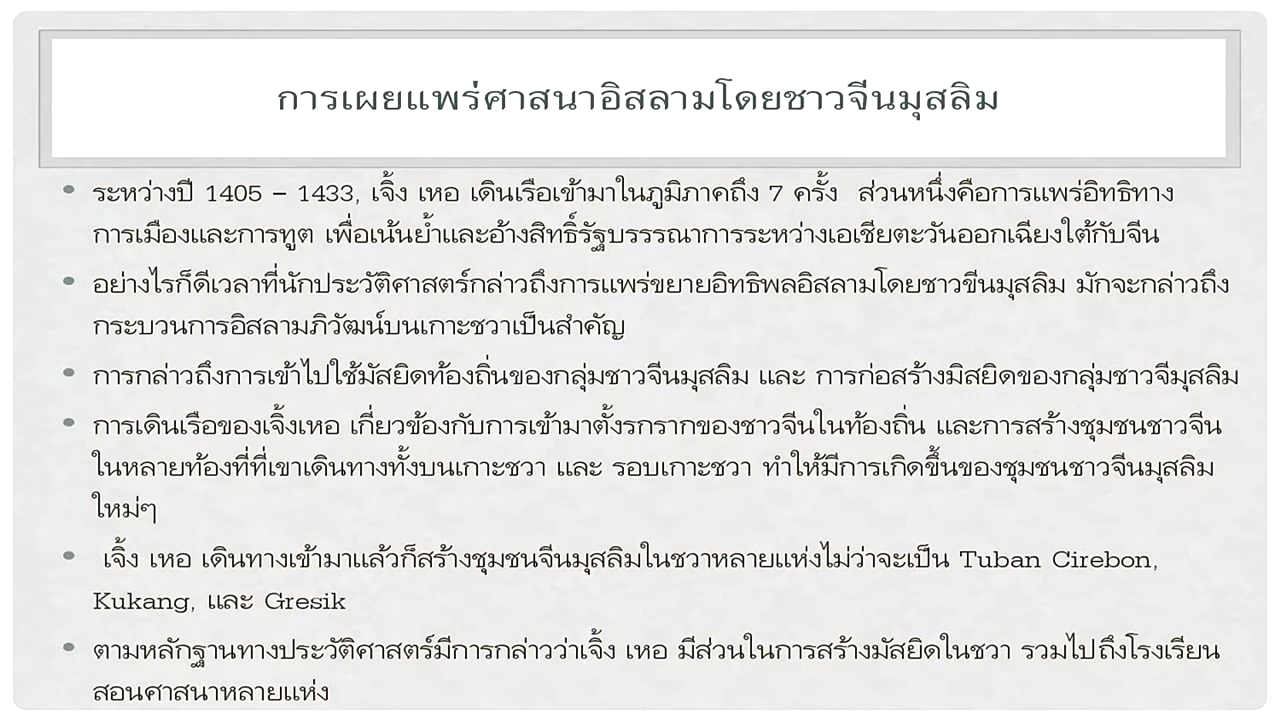 การเผยแพร่ศาสนาอิสลามโดยชาวจีนมุสลิม
• ระหว่างปี 1405 – 1433, เจิ้ง เหอ เดินเรือเข้ามาในภูมิภาคถึง 7 ครั้ง ส่วนหนึ่งคือการแพร่อิทธิทาง
การเมืองและการทูต เพื่อเน้นย้ำและอ้างสิทธิ์รัฐบรรรณาการระหว่างเอเชียตะวันออกเฉียงใต้กับจีน
• อย่างไรก็ดีเวลาที่นักประวัติศาสตร์กล่าวถึงการแพร่ขยายอิทธิพลอิสลามโดยชาวขีนมุสลิม มักจะกล่าวถึง
กระบวนการอิสลามภิวัฒน์บนเกาะชวาเป็นสำคัญ
• การกล่าวถึงการเข้าไปใช้มัสยิดท้องถิ่นของกลุ่มชาวจีนมุสลิม และ การก่อสร้างมิสยิดของกลุ่มชาวจีมุสลิม
• การเดินเรือของเจิ้งเหอ เกี่ยวข้องกับการเข้ามาตั้งรกรากของชาวจีนในท้องถิ่น และการสร้างชุมชนชาวจีน
ในหลายท้องที่ที่เขาเดินทางทั้งบนเกาะชวา และ รอบเกาะชวา ทำให้มีการเกิดขึ้นของชุมชนชาวจีนมุสลิม
ใหม่ๆ
• เจิ้ง เหอ เดินทางเข้ามาแล้วก็สร้างชุมชนจีนมุสลิมในชวาหลายแห่งไม่ว่าจะเป็น Tuban Cirebon,
Kukang, และ Gresik
• ตามหลักฐานทางประวัติศาสตร์มีการกล่าวว่าเจิ้ง เหอ มีส่วนในการสร้างมัสยิดในชวา รวมไปถึงโรงเรียน
สอนศาสนาหลายแห่ง